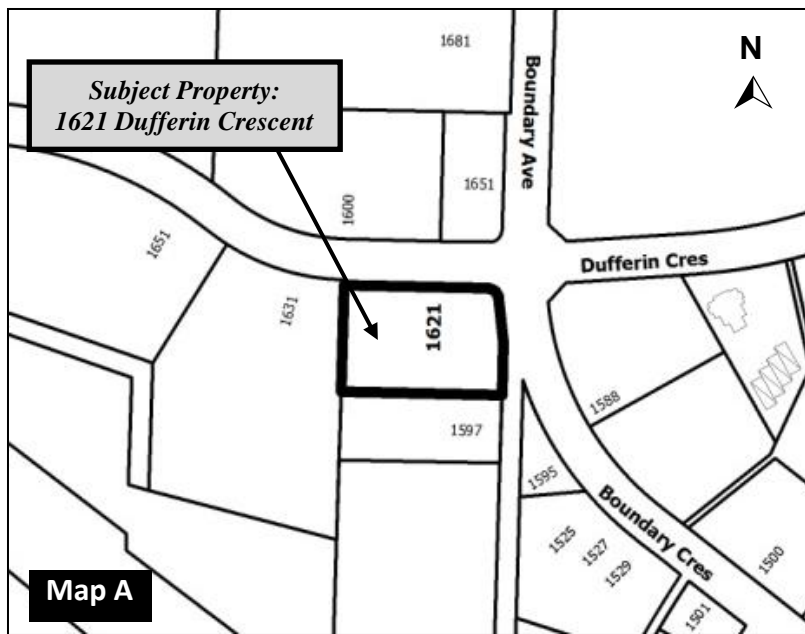 1681
Boundary Ave
N
Subject Property:
1621 Dufferin Crescent
1651
1600
1651
Dufferin Cres
1631
1621
1588
1597
1595
Boundary Cres
1525
1527
1529
1500
1501
Map A